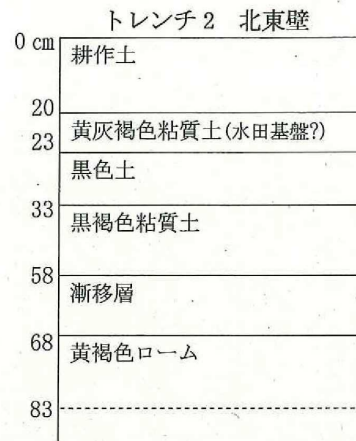 トレンチ2　北東壁
0 cm
耕作土
20
黄灰褐色粘質土(水田基盤?)
23
黒色土
33
黒褐色粘質土
58
漸移層
68
黄褐色ローム
83